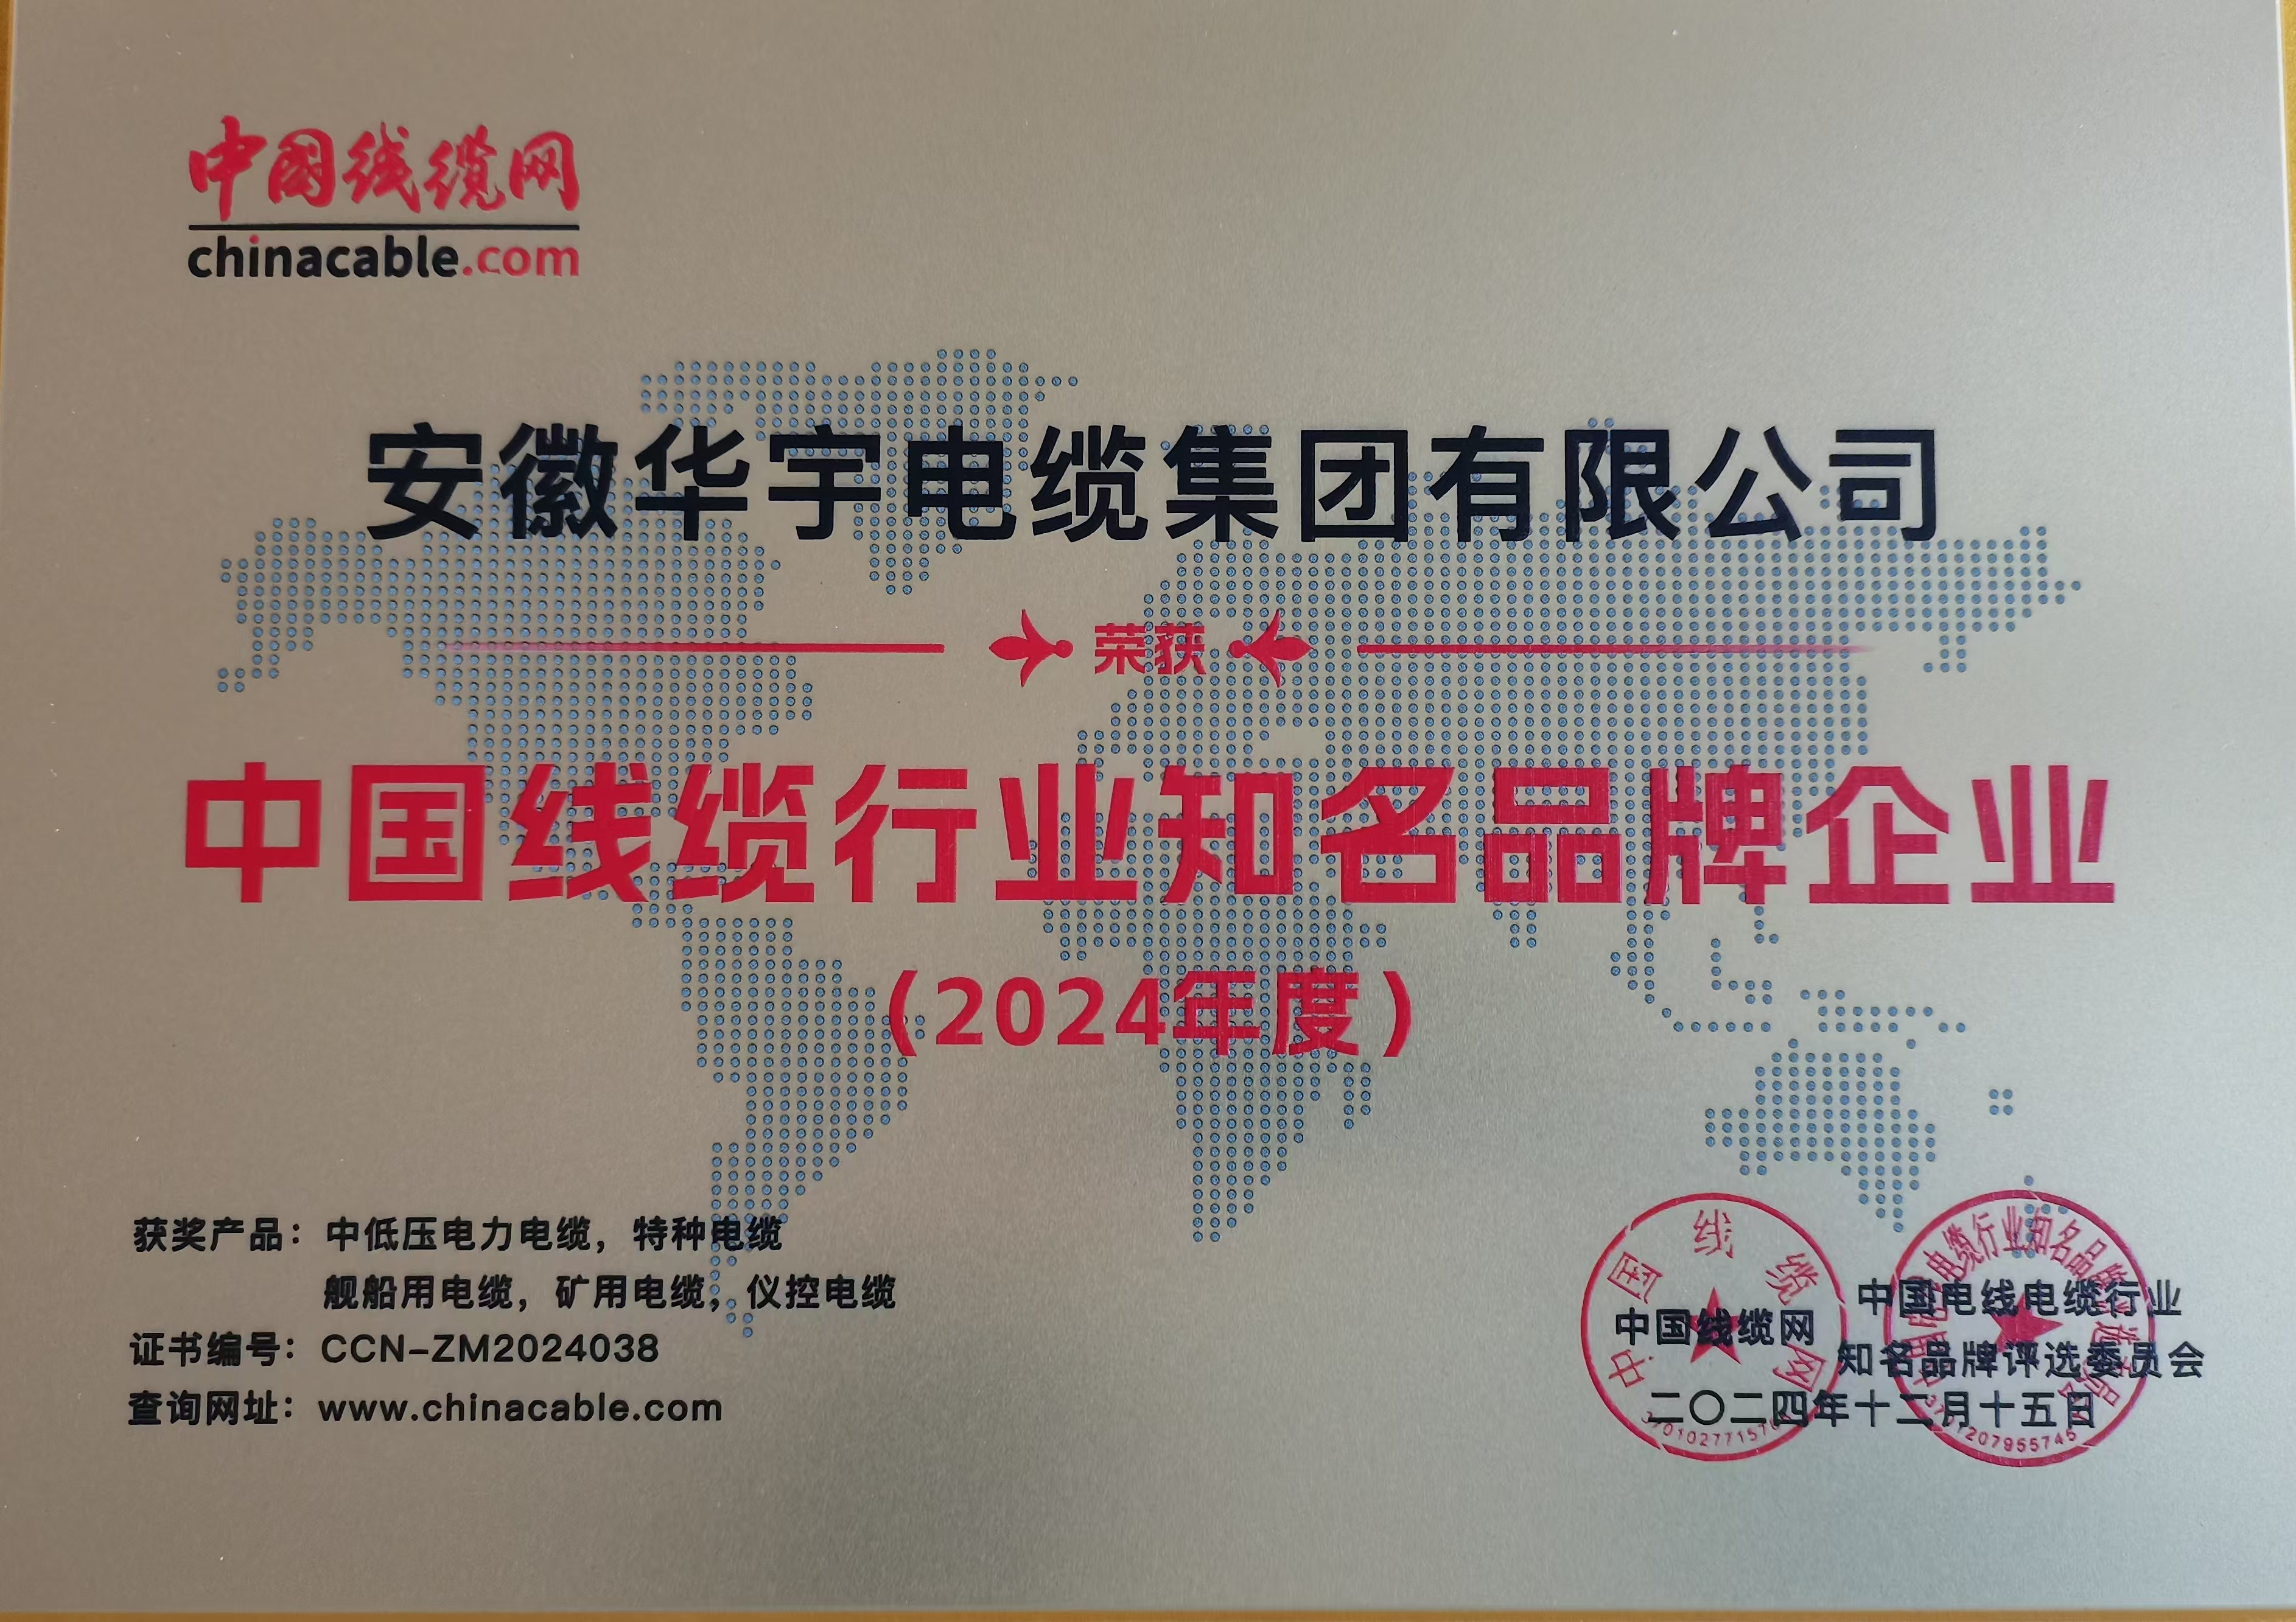 中国线缆网
chinacable.com
安徽华宇电缆集团有限公司
荣获
中国线缆行业知名品牌企业
(2024年度)
获奖产品：中低压电力电缆，特种电缆
舰船用电缆，矿用电缆，仪控电缆
证书编号：CCN-ZM2024038
查询网址：www.chinacable.com
中国线缆网
中国线缆网
中国电线电缆行业
知名品牌评选委员会
二〇二四年十二月十五日